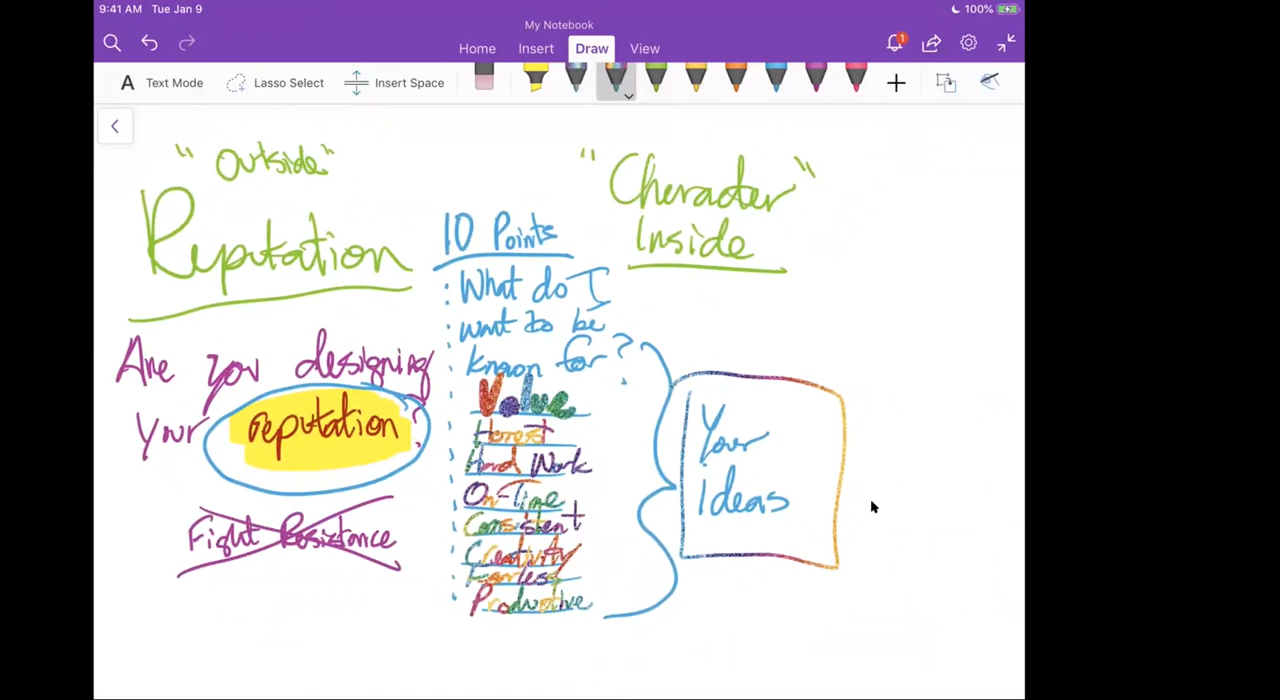 9:41 AM Tue Jan 9
100%
My Notebook
Home Insert Draw View
1
Text Mode Lasso Select Insert Space
"Outside"
Reputation
"Cheracter"
Inside
10 Points
What do I
want to be
known for?
Value
Honest
Hard Work
On-Time
Consistent
Creativity
Fearless
Productive
Are you designing
your reputation?
Fight Resistance
Your
Ideas